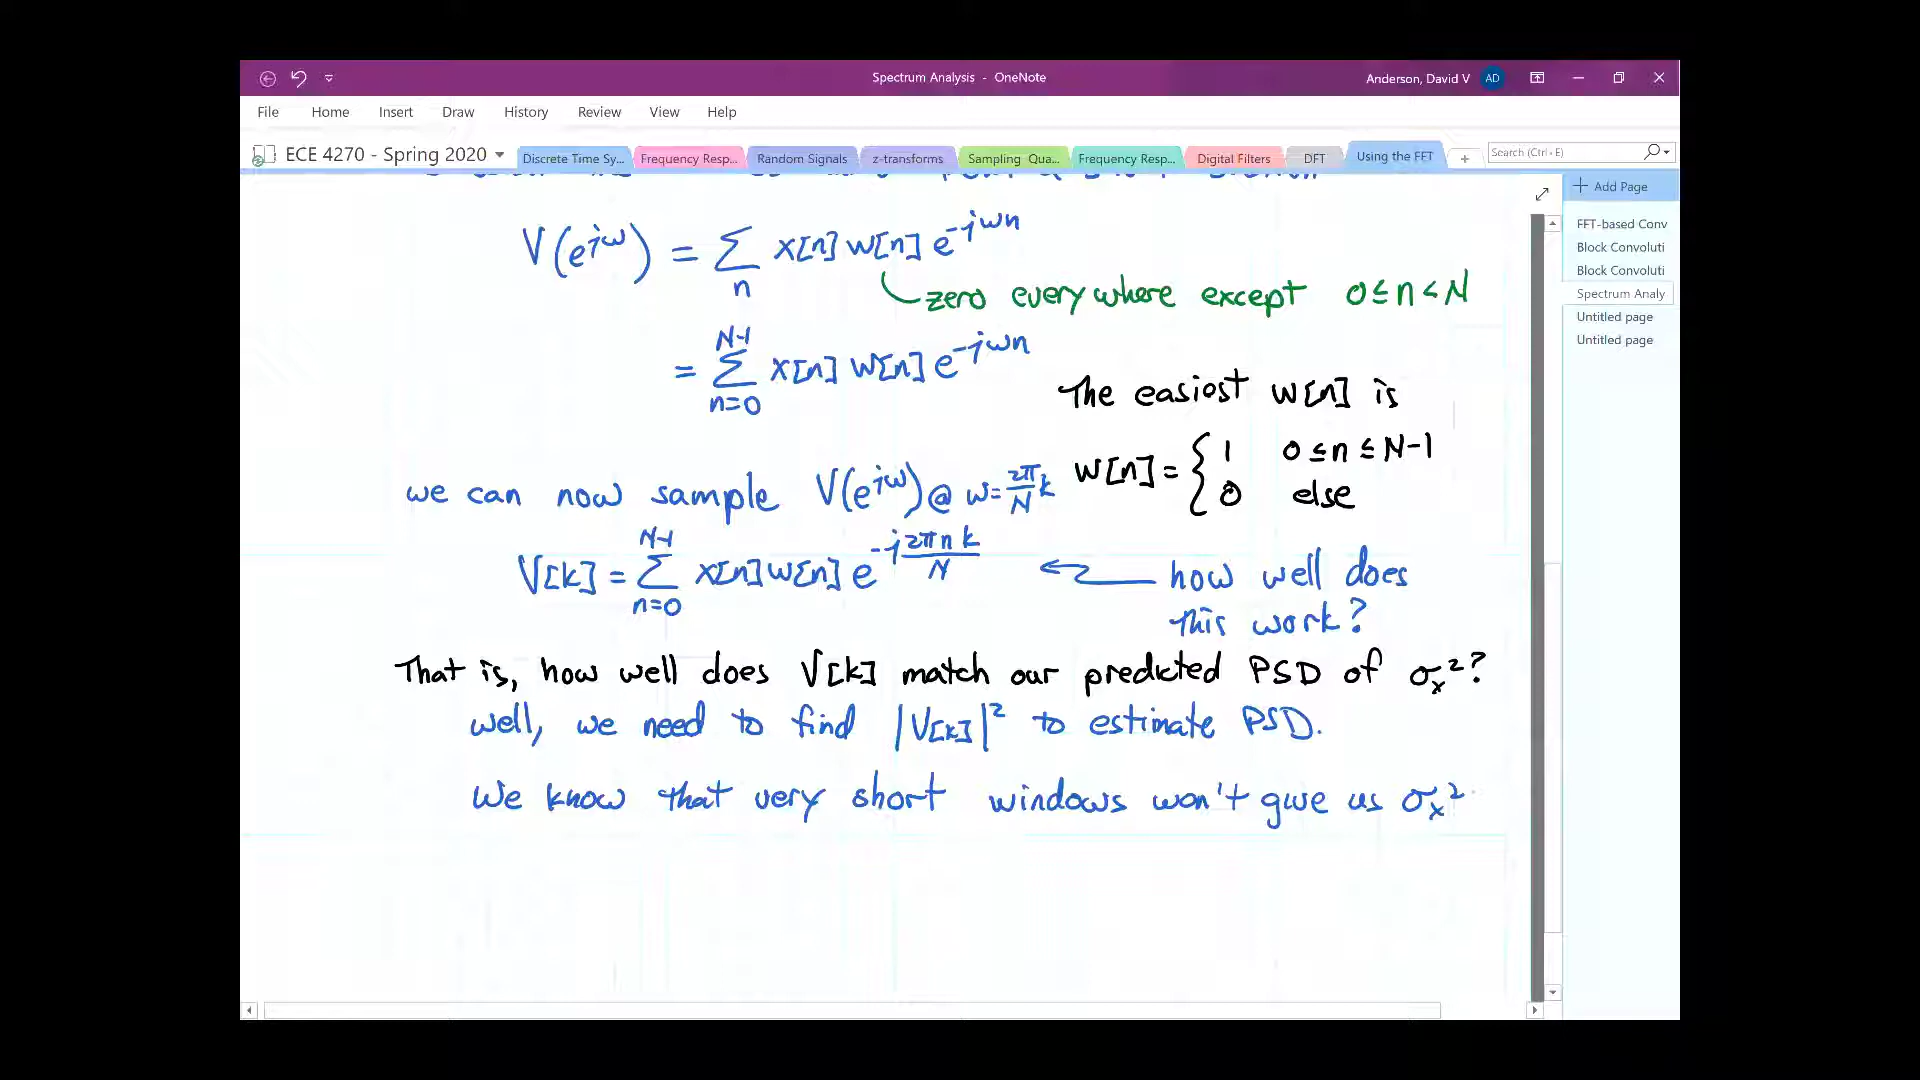 Spectrum Analysis - OneNote
Anderson, David V AD
File Home Insert Draw History Review View Help
ECE 4270 - Spring 2020
Discrete Time Sy... Frequency Resp... Random Signals z-transforms Sampling Qua... Frequency Resp... Digital Filters DFT Using the FFT +
Search (Ctrl+E)
Add Page
FFT-based Conv
Block Convoluti
Block Convoluti
Spectrum Analy
Untitled page
Untitled page
V(e^{jω}) = Σ_n x[n] w[n] e^{-jωn}
zero everywhere except 0 ≤ n < N
= Σ_{n=0}^{N-1} x[n] w[n] e^{-jωn}
The easiest w[n] is
w[n] = { 1 0 ≤ n ≤ N-1
0 else
we can now sample V(e^{jω}) @ ω = 2π/N k
V[k] = Σ_{n=0}^{N-1} x[n] w[n] e^{-j 2πnk/N}
how well does
this work?
That is, how well does V[k] match our predicted PSD of σ_x²?
well, we need to find |V[k]|² to estimate PSD.
We know that very short windows won't give us σ_x²